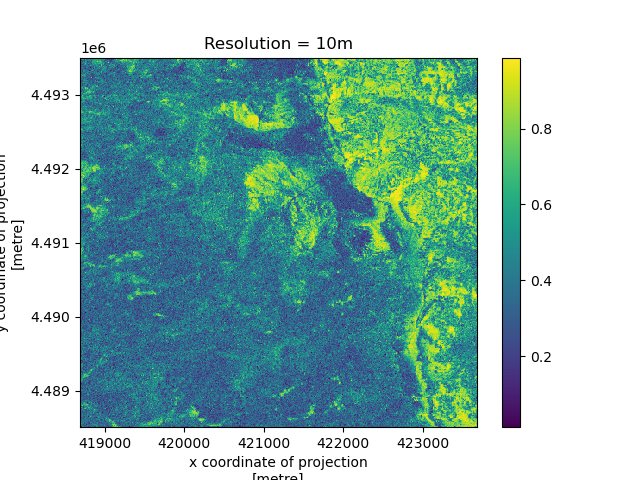 Resolution = 10m
1e6
4.493
4.492
4.491
4.490
4.489
y coordinate of projection
[metre]
419000 420000 421000 422000 423000
x coordinate of projection
[metre]
0.8
0.6
0.4
0.2